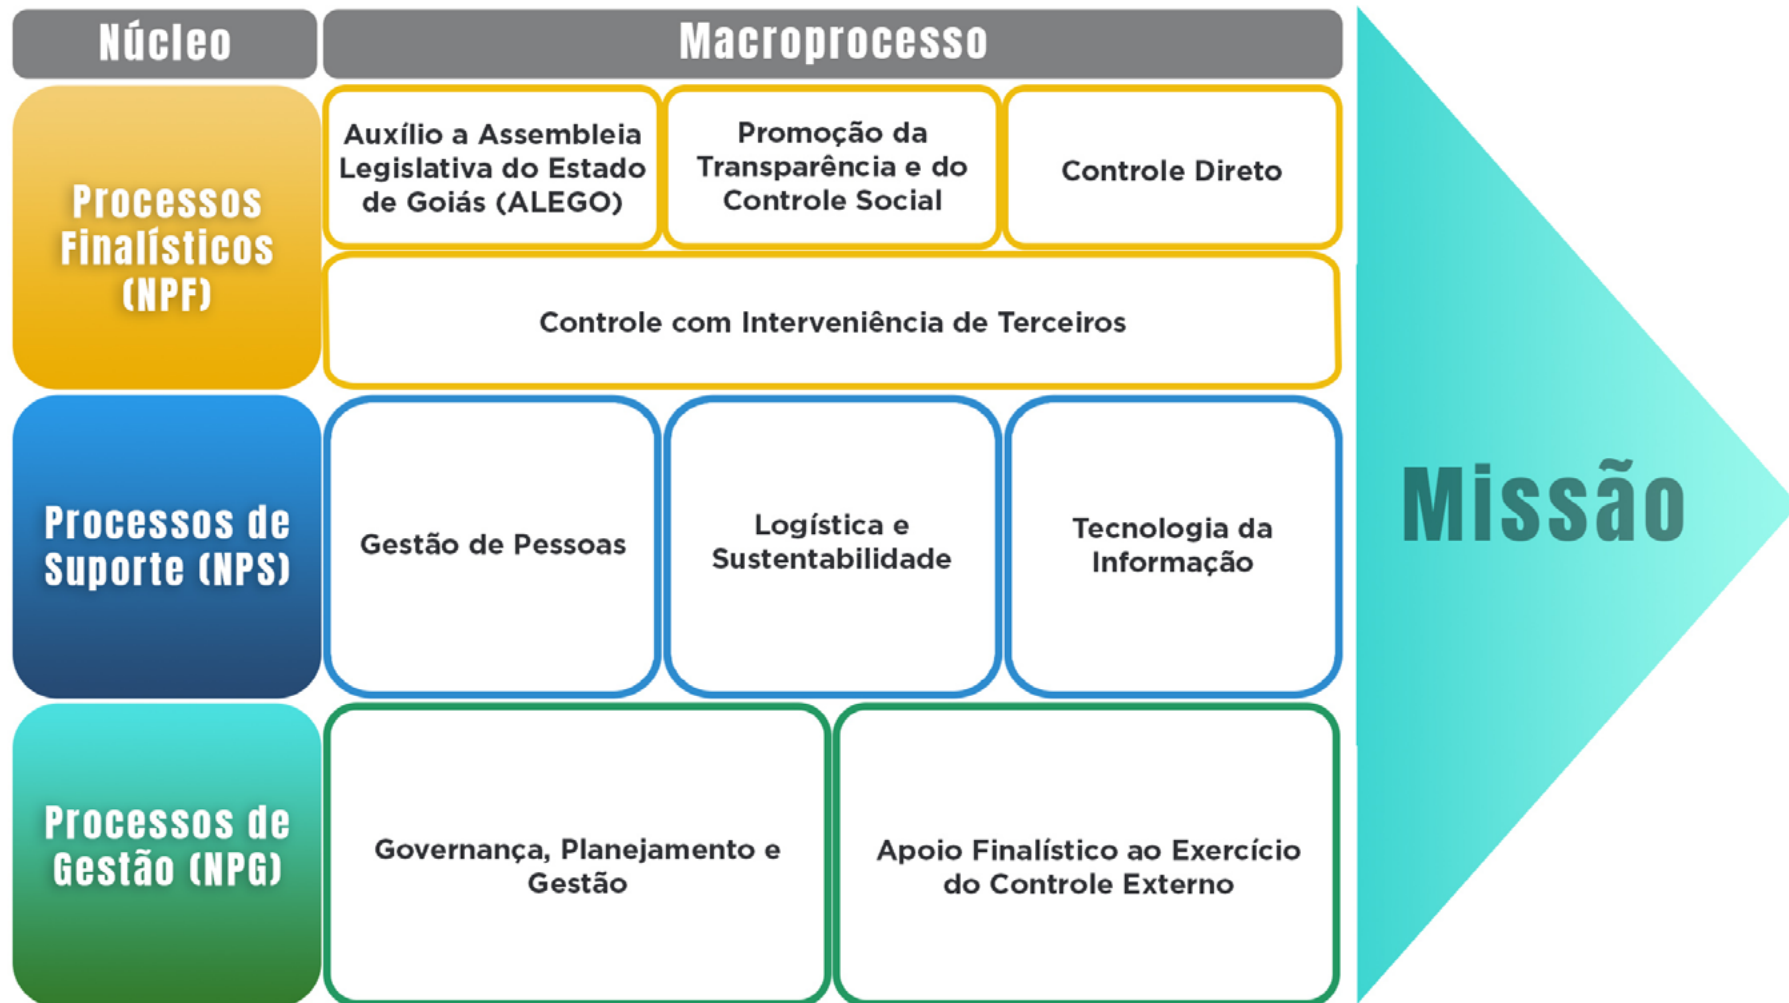 Núcleo
Macroprocesso
Processos
Finalísticos
(NPF)
Auxílio a Assembleia
Legislativa do Estado
de Goiás (ALEGO)
Promoção da
Transparência e do
Controle Social
Controle Direto
Controle com Interveniência de Terceiros
Processos de
Suporte (NPS)
Gestão de Pessoas
Logística e
Sustentabilidade
Tecnologia da
Informação
Processos de
Gestão (NPG)
Governança, Planejamento e
Gestão
Apoio Finalístico ao Exercício
do Controle Externo
Missão